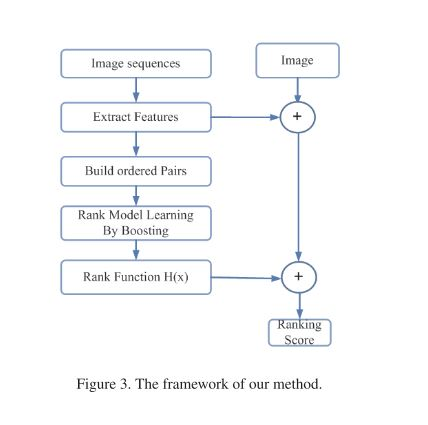 Image sequences
Image
Extract Features
+
Build ordered Pairs
Rank Model Learning
By Boosting
Rank Function H(x)
+
Ranking
Score
Figure 3. The framework of our method.